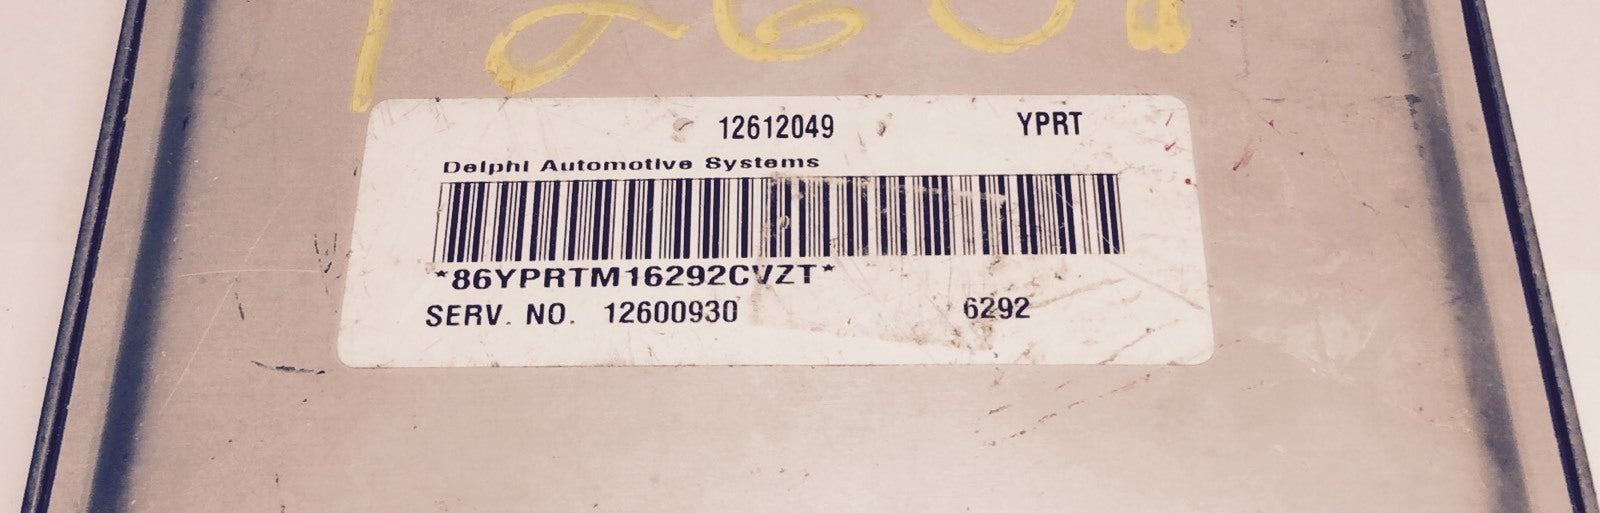 12612049 YPRT
Delphi Automotive Systems
*86YPRTM16292CVZT*
SERV. NO. 12600930 6292